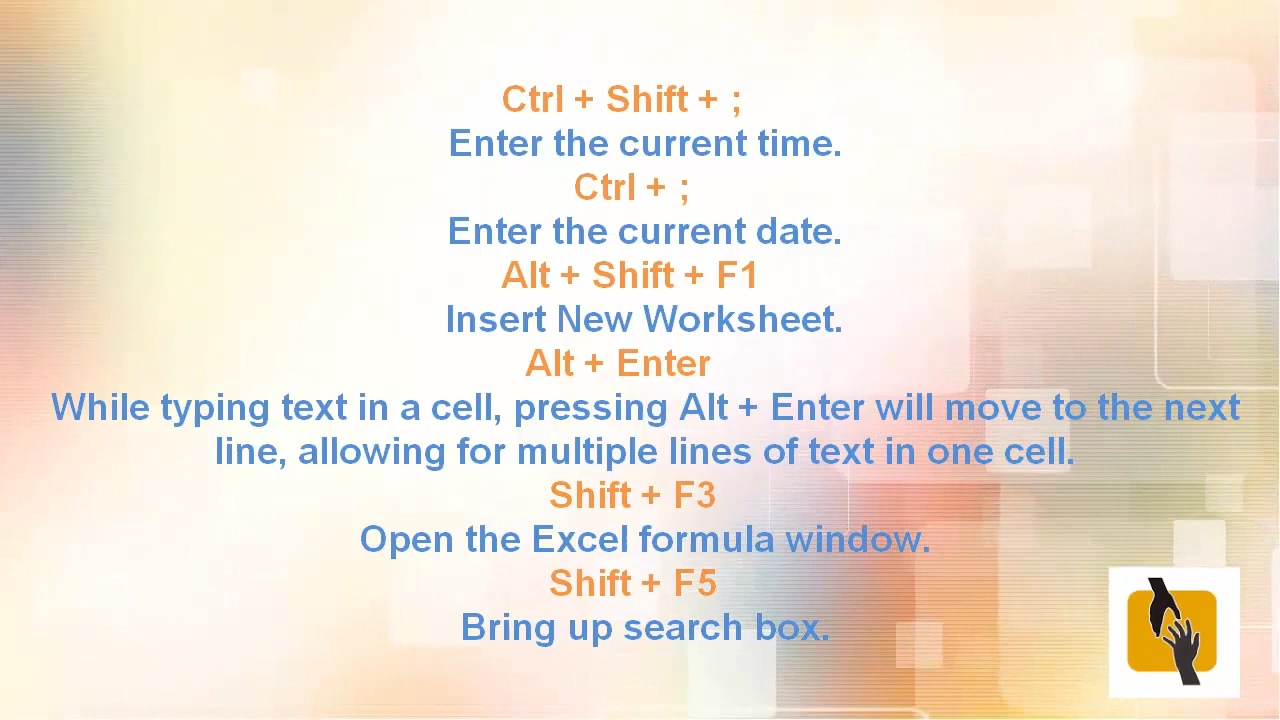 Ctrl + Shift + ;
Enter the current time.
Ctrl + ;
Enter the current date.
Alt + Shift + F1
Insert New Worksheet.
Alt + Enter
While typing text in a cell, pressing Alt + Enter will move to the next
line, allowing for multiple lines of text in one cell.
Shift + F3
Open the Excel formula window.
Shift + F5
Bring up search box.